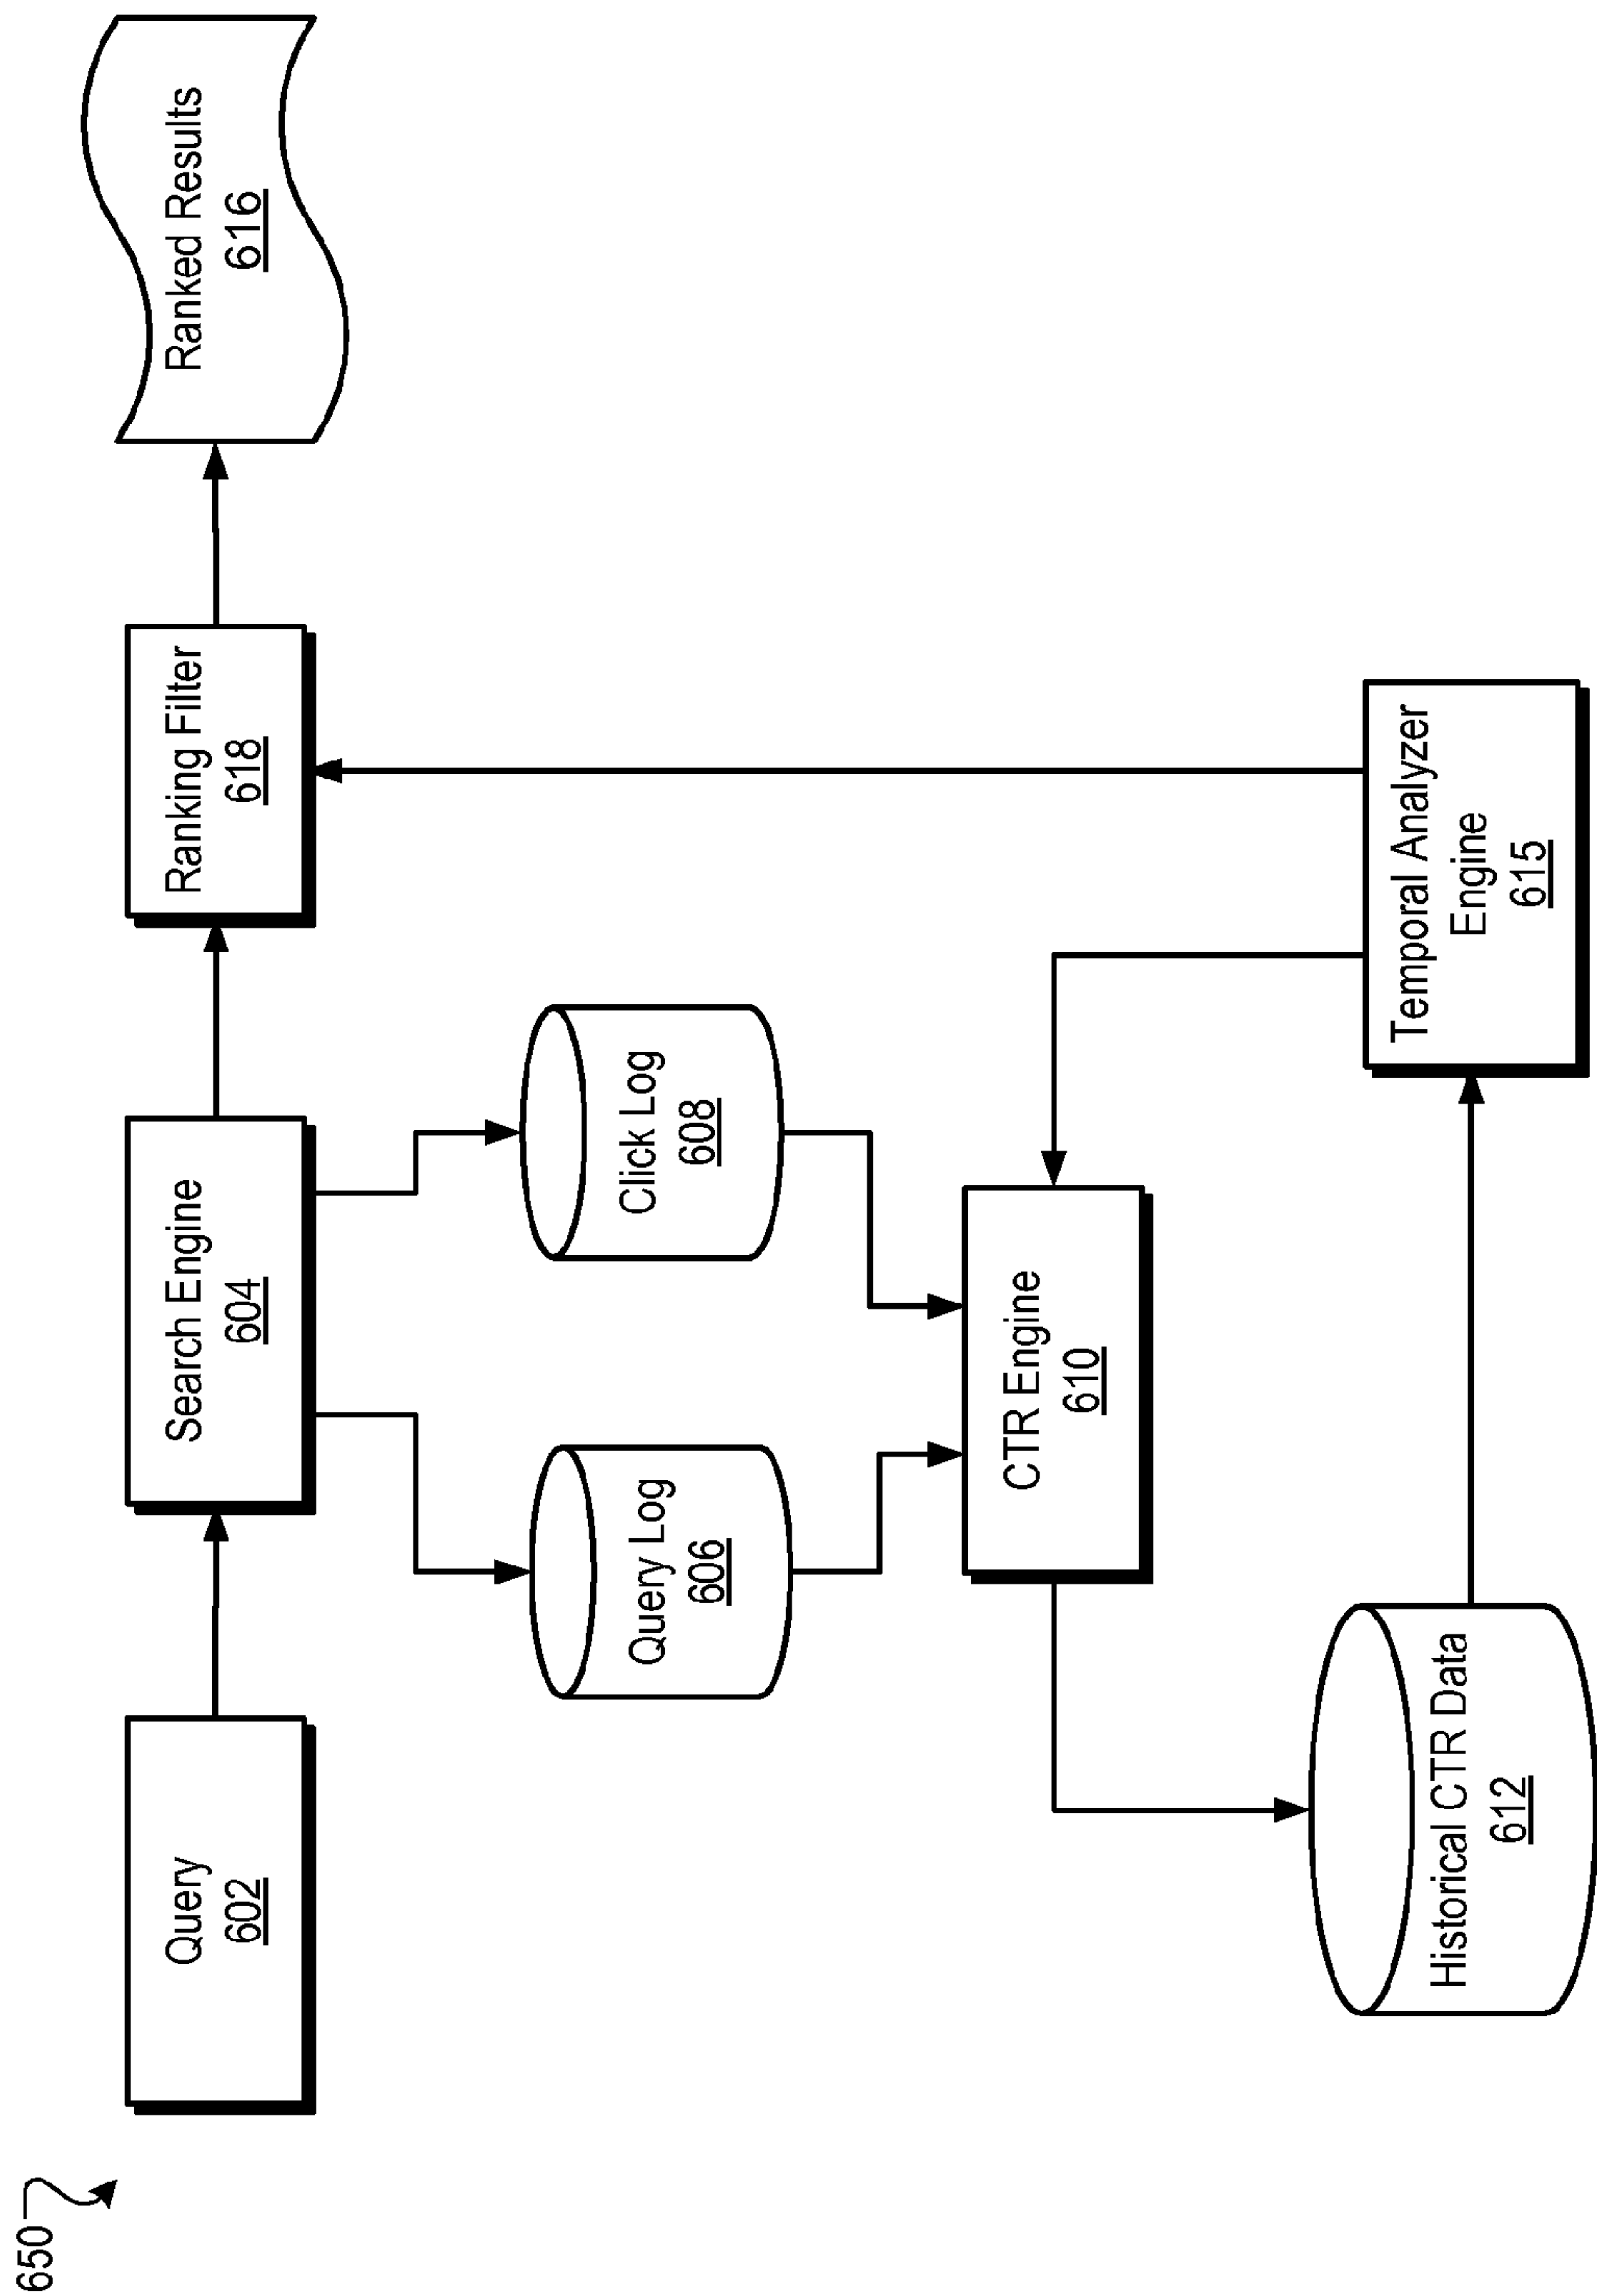 650
Query
602
Search Engine
604
Ranking Filter
618
Ranked Results
616
Query Log
606
Click Log
608
CTR Engine
610
Historical CTR Data
612
Temporal Analyzer
Engine
615